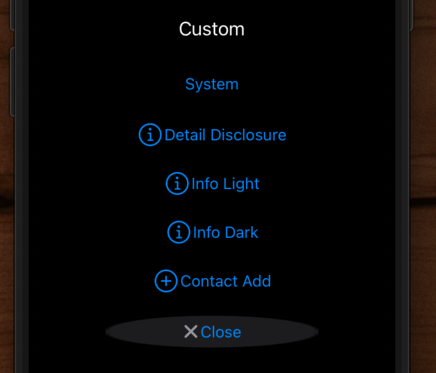 Custom
System
Detail Disclosure
Info Light
Info Dark
Contact Add
Close